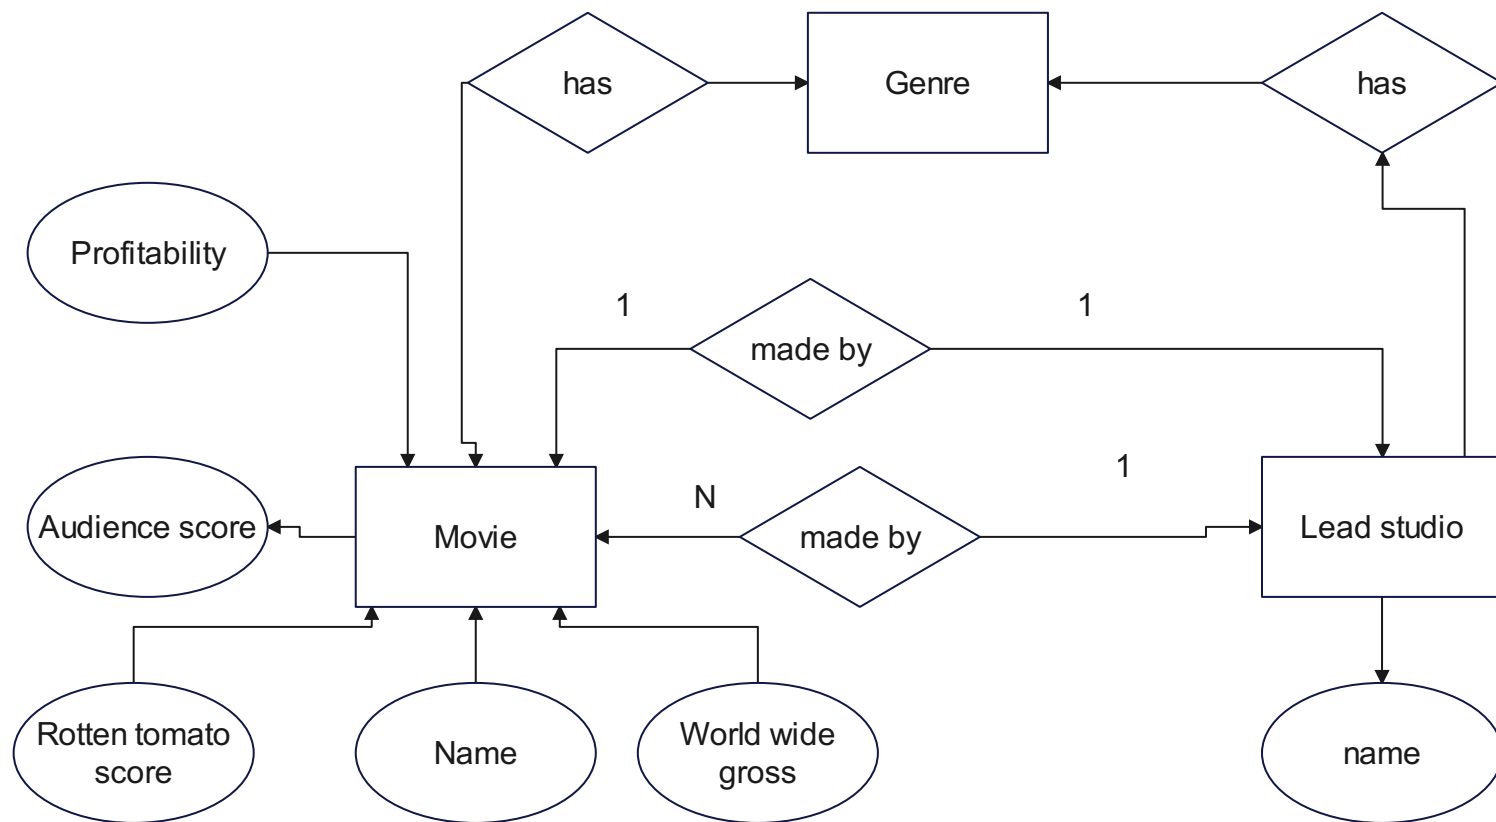 has
Genre
has
Profitability
1
1
made by
N
1
Audience score
Movie
made by
Lead studio
Rotten tomato
score
Name
World wide
gross
name